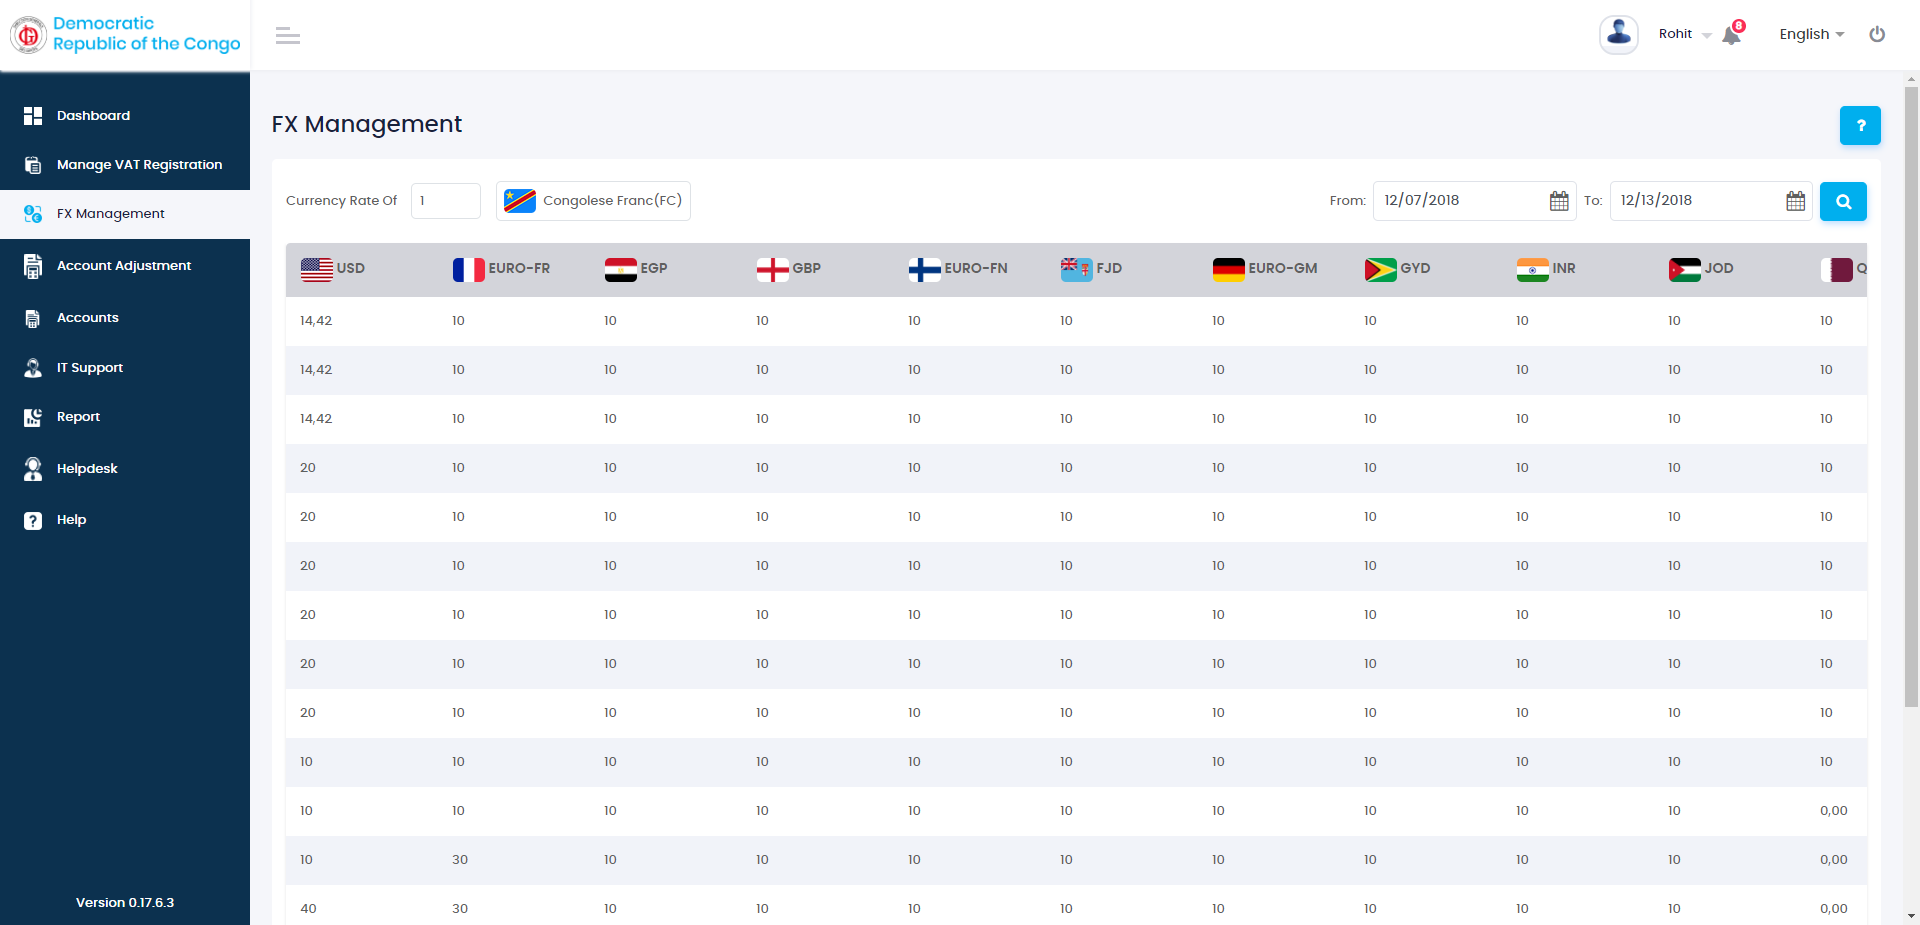 Democratic
Republic of the Congo
Rohit
8
English
Dashboard
Manage VAT Registration
FX Management
Account Adjustment
Accounts
IT Support
Report
Helpdesk
Help
Version 0.17.6.3
FX Management
?
Currency Rate Of 1 Congolese Franc(FC) From: 12/07/2018 To: 12/13/2018
USD EURO-FR EGP GBP EURO-FN FJD EURO-GM GYD INR JOD Q
14,42 10 10 10 10 10 10 10 10 10 10
14,42 10 10 10 10 10 10 10 10 10 10
14,42 10 10 10 10 10 10 10 10 10 10
20 10 10 10 10 10 10 10 10 10 10
20 10 10 10 10 10 10 10 10 10 10
20 10 10 10 10 10 10 10 10 10 10
20 10 10 10 10 10 10 10 10 10 10
20 10 10 10 10 10 10 10 10 10 10
20 10 10 10 10 10 10 10 10 10 10
10 10 10 10 10 10 10 10 10 10 10
10 10 10 10 10 10 10 10 10 10 0,00
10 30 10 10 10 10 10 10 10 10 0,00
40 30 10 10 10 10 10 10 10 10 0,00